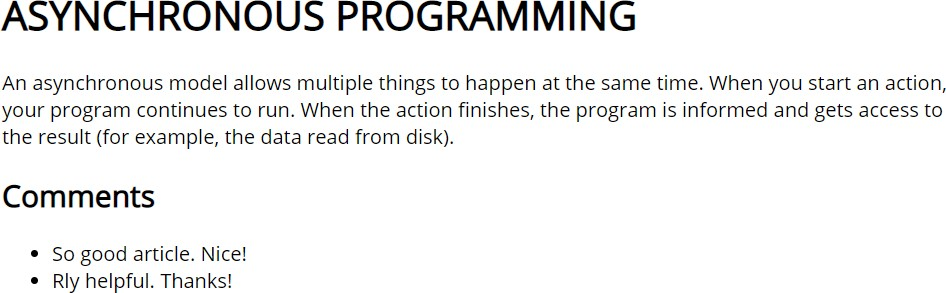 ASYNCHRONOUS PROGRAMMING
An asynchronous model allows multiple things to happen at the same time. When you start an action,
your program continues to run. When the action finishes, the program is informed and gets access to
the result (for example, the data read from disk).
Comments
• So good article. Nice!
• Rly helpful. Thanks!